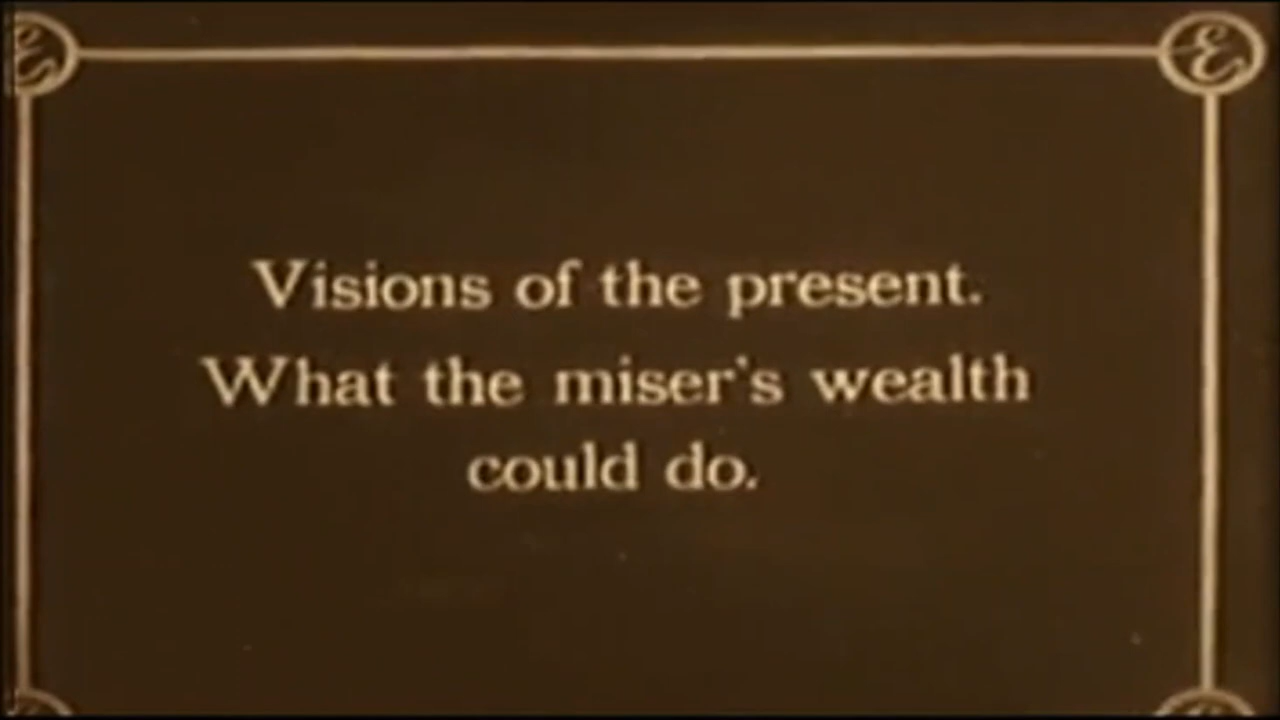 Visions of the present.
What the miser's wealth
could do.
E
E